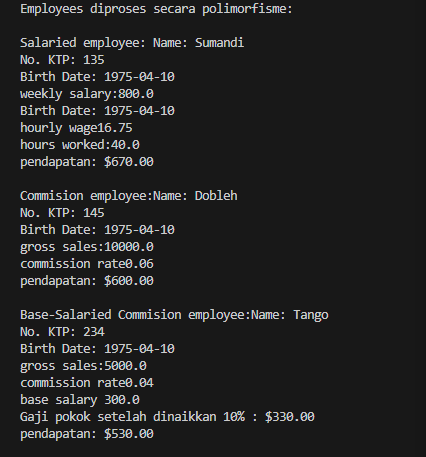 Employees diproses secara polimorfisme:
Salaried employee: Name: Sumandi
No. KTP: 135
Birth Date: 1975-04-10
weekly salary:800.0
Birth Date: 1975-04-10
hourly wage16.75
hours worked:40.0
pendapatan: $670.00
Commision employee:Name: Dobleh
No. KTP: 145
Birth Date: 1975-04-10
gross sales:10000.0
commission rate0.06
pendapatan: $600.00
Base-Salaried Commision employee:Name: Tango
No. KTP: 234
Birth Date: 1975-04-10
gross sales:5000.0
commission rate0.04
base salary 300.0
Gaji pokok setelah dinaikkan 10% : $330.00
pendapatan: $530.00